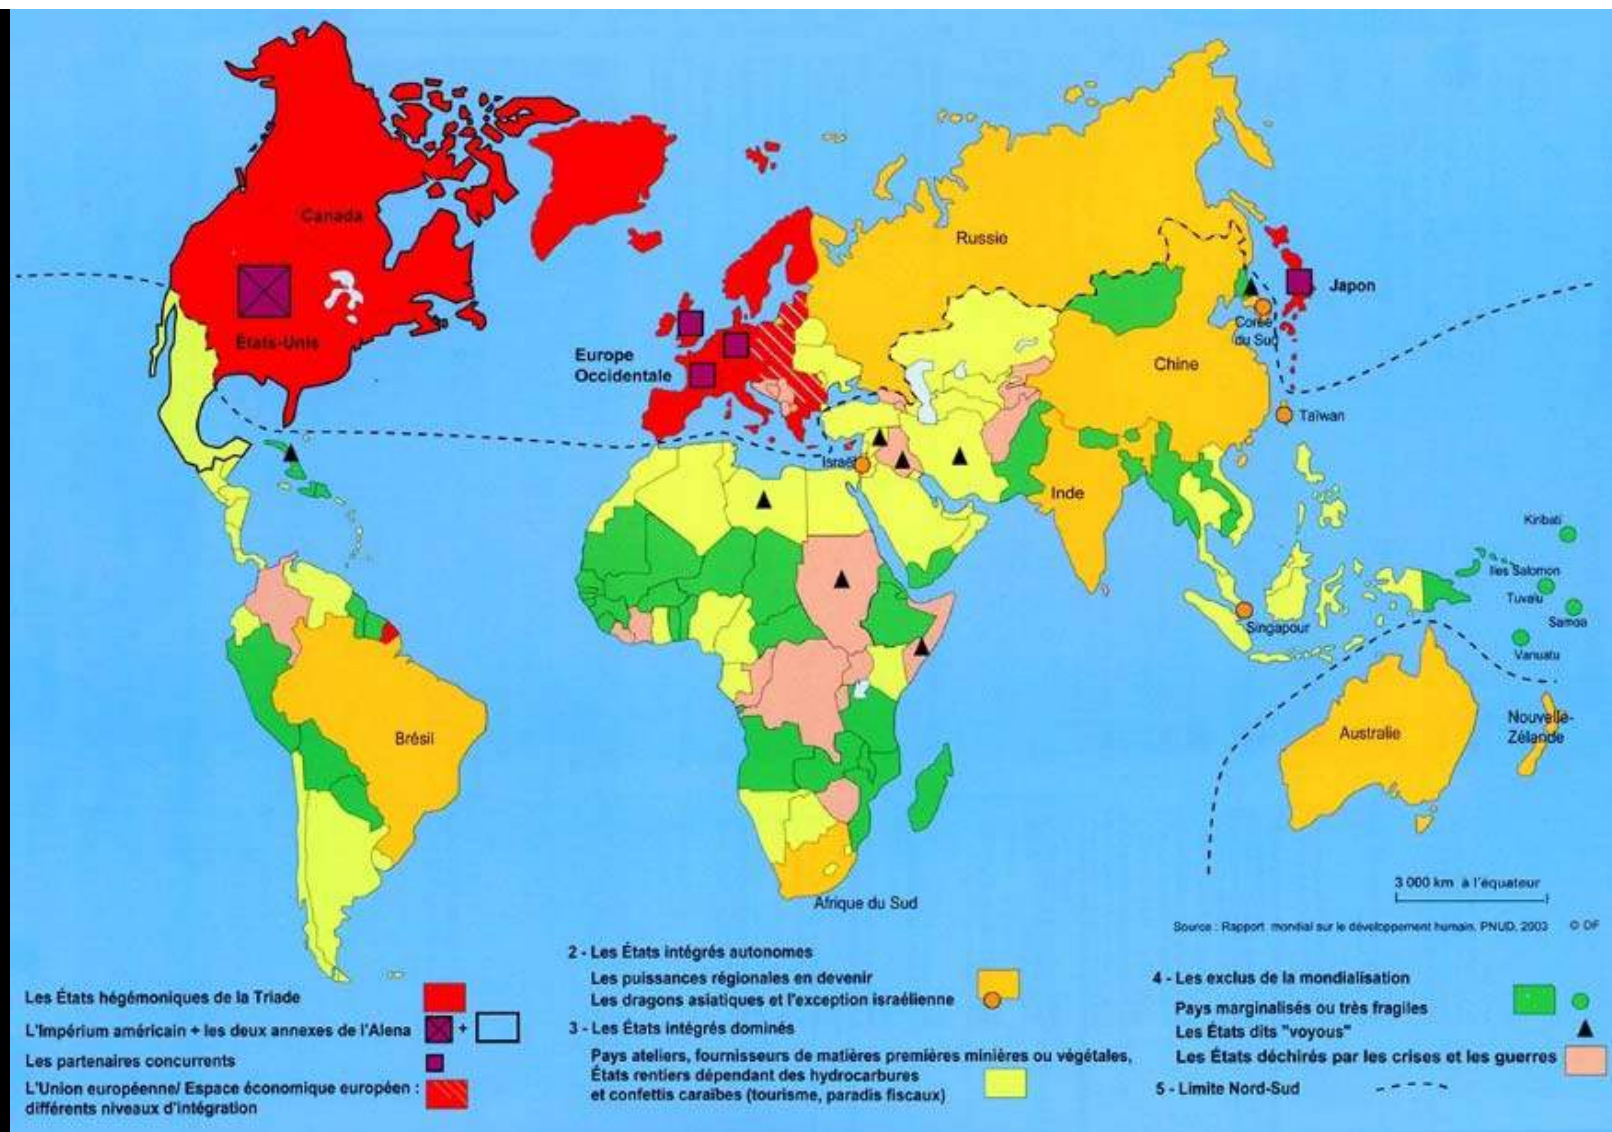 Canada
États-Unis
Europe
Occidentale
Russie
Japon
Corée
du Sud
Chine
Taïwan
Israël
Inde
Kiribati
Iles Salomon
Tuvalu
Samoa
Singapour
Vanuatu
Brésil
Australie
Nouvelle-
Zélande
Afrique du Sud
3 000 km à l'équateur
Source : Rapport mondial sur le développement humain, PNUD, 2003 © DF
Les États hégémoniques de la Triade
L'Impérium américain + les deux annexes de l'Alena +
Les partenaires concurrents
L'Union européenne/ Espace économique européen :
différents niveaux d'intégration
2 - Les États intégrés autonomes
Les puissances régionales en devenir
Les dragons asiatiques et l'exception israélienne
3 - Les États intégrés dominés
Pays ateliers, fournisseurs de matières premières minières ou végétales,
États rentiers dépendant des hydrocarbures
et confettis caraïbes (tourisme, paradis fiscaux)
4 - Les exclus de la mondialisation
Pays marginalisés ou très fragiles
Les États dits "voyous"
Les États déchirés par les crises et les guerres
5 - Limite Nord-Sud